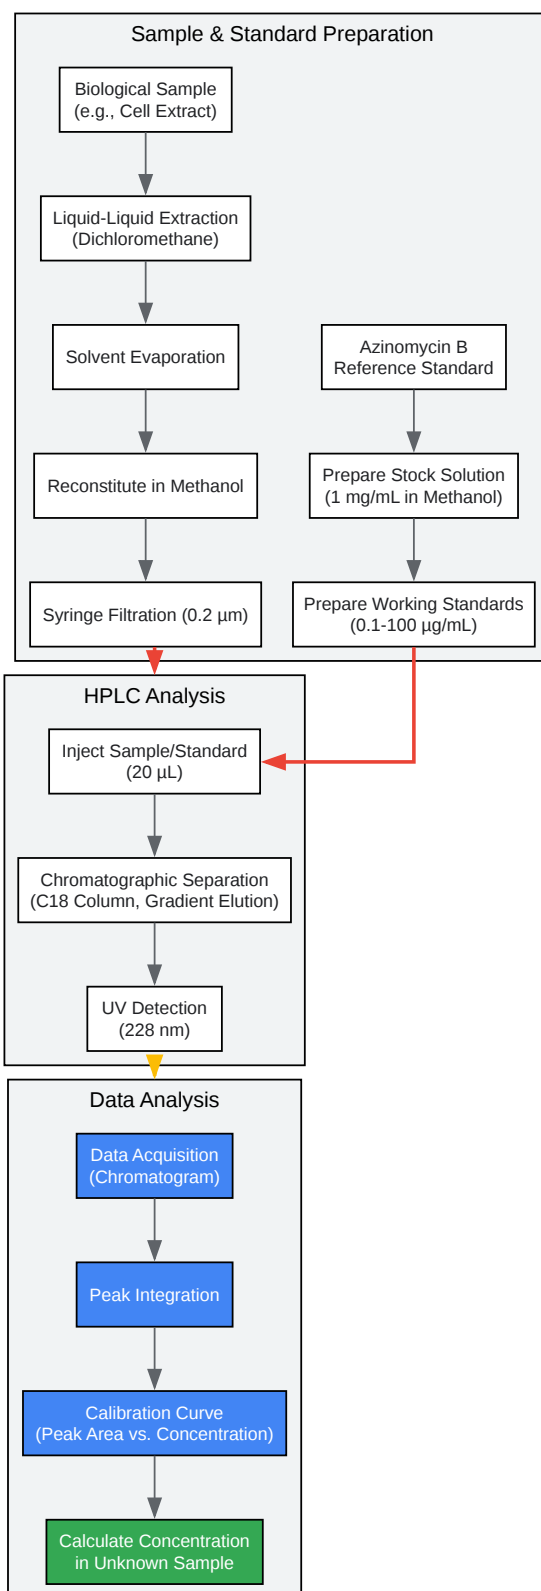 Sample & Standard Preparation
Biological Sample
(e.g., Cell Extract)
Liquid-Liquid Extraction
(Dichloromethane)
Solvent Evaporation
Azinomycin B
Reference Standard
Reconstitute in Methanol
Prepare Stock Solution
(1 mg/mL in Methanol)
Syringe Filtration (0.2 µm)
Prepare Working Standards
(0.1-100 µg/mL)
HPLC Analysis
Inject Sample/Standard
(20 µL)
Chromatographic Separation
(C18 Column, Gradient Elution)
UV Detection
(228 nm)
Data Analysis
Data Acquisition
(Chromatogram)
Peak Integration
Calibration Curve
(Peak Area vs. Concentration)
Calculate Concentration
in Unknown Sample